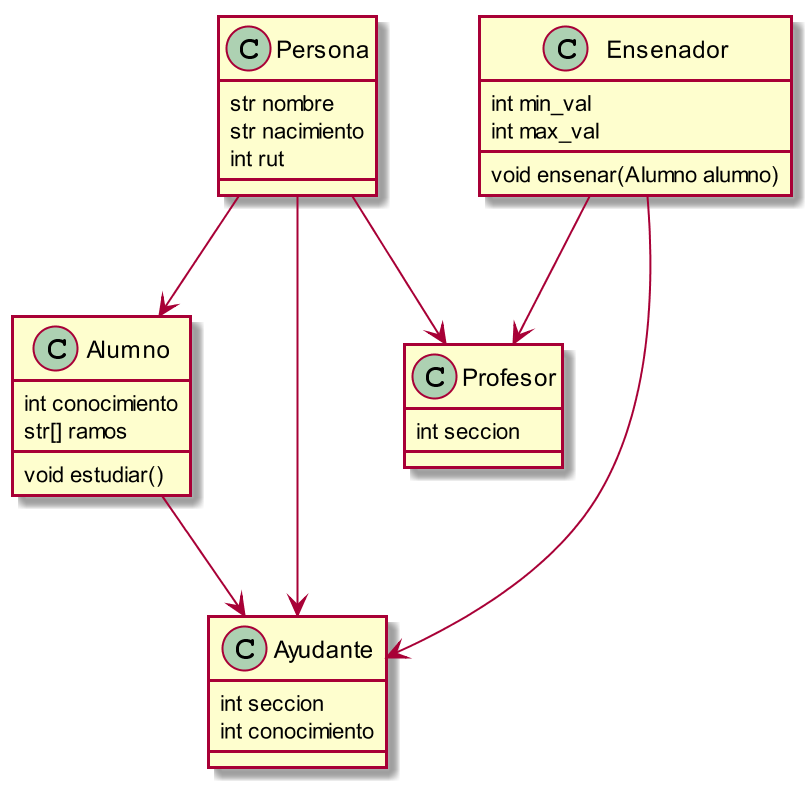 C Persona
str nombre
str nacimiento
int rut
C Ensenador
int min_val
int max_val
void ensenar(Alumno alumno)
C Alumno
int conocimiento
str[] ramos
void estudiar()
C Profesor
int seccion
C Ayudante
int seccion
int conocimiento